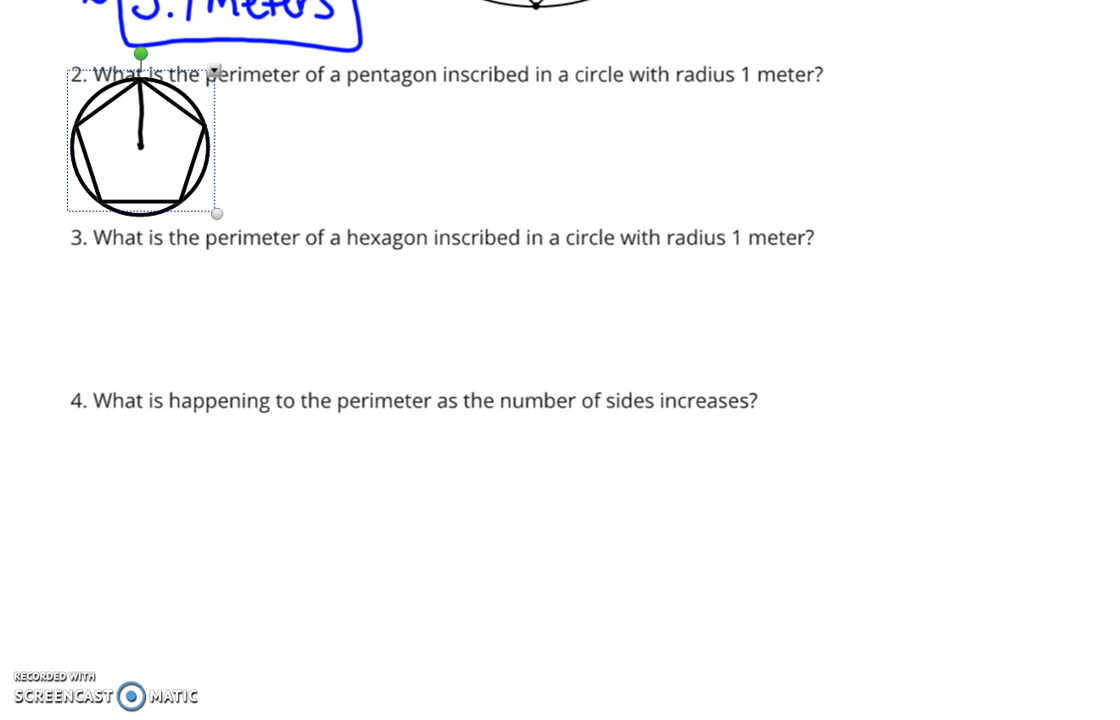 meters
2. What is the perimeter of a pentagon inscribed in a circle with radius 1 meter?
3. What is the perimeter of a hexagon inscribed in a circle with radius 1 meter?
4. What is happening to the perimeter as the number of sides increases?
RECORDED WITH
SCREENCAST MATIC